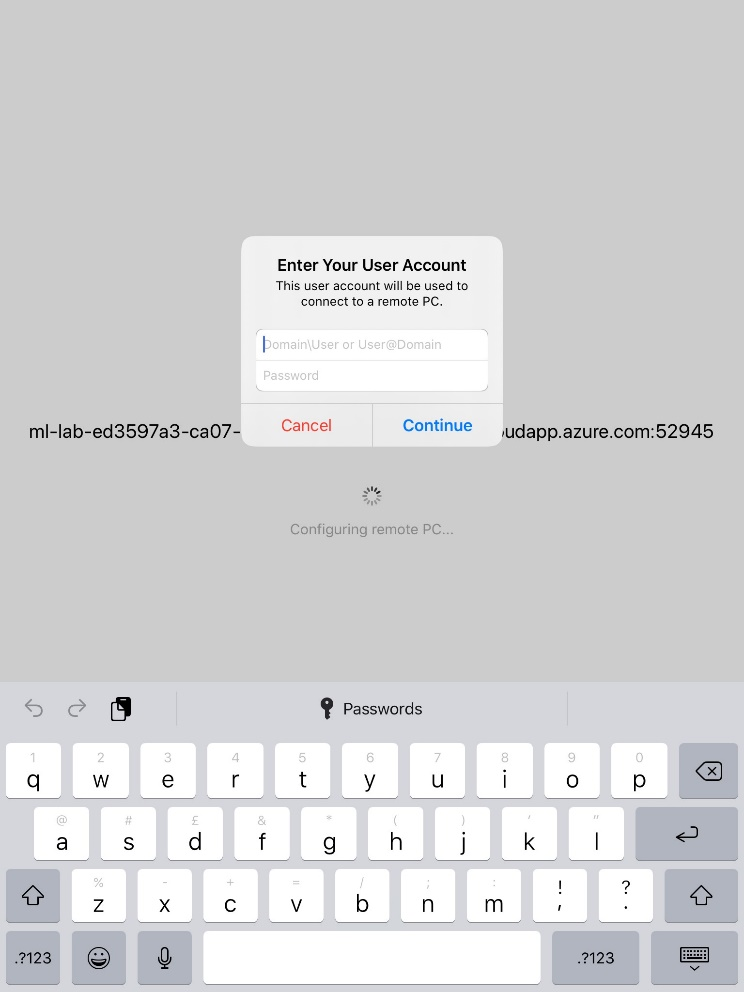 Enter Your User Account
This user account will be used to
connect to a remote PC.
Domain\User or User@Domain
Password
Cancel
Continue
ml-lab-ed3597a3-ca07-
oudapp.azure.com:52945
Configuring remote PC...
Passwords
1 2 3 4 5 6 7 8 9 0
q w e r t y u i o p
@ # £ & * ( ) ' "
a s d f g h j k l
% - + = / ; : ! ?
z x c v b n m , .
.?123
.?123